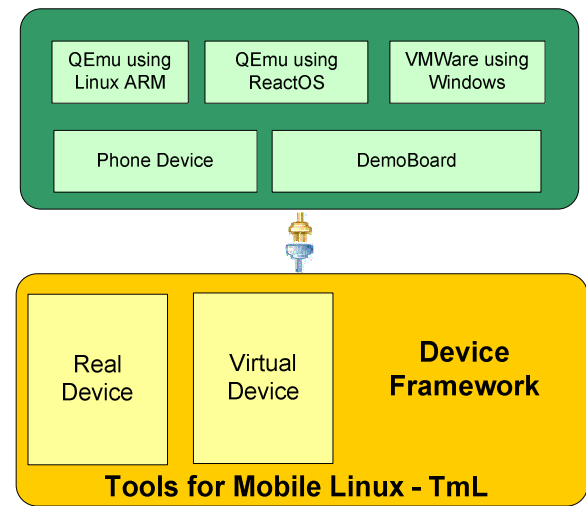 QEmu using
Linux ARM
QEmu using
ReactOS
VMWare using
Windows
Phone Device
DemoBoard
Real
Device
Virtual
Device
Device
Framework
Tools for Mobile Linux - TmL